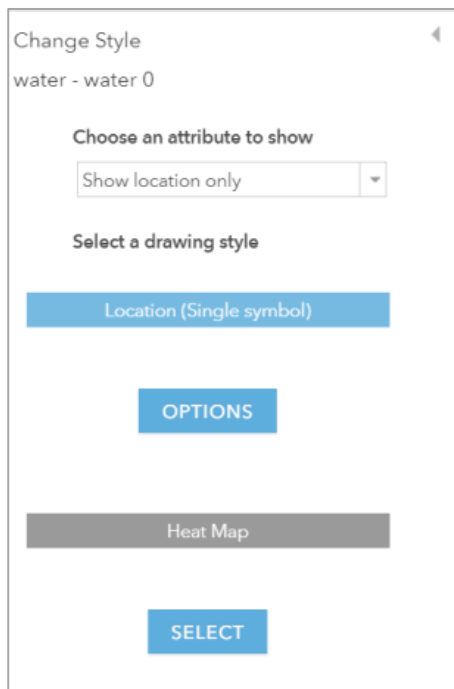 Change Style
water - water 0
Choose an attribute to show
Show location only
Select a drawing style
Location (Single symbol)
OPTIONS
Heat Map
SELECT